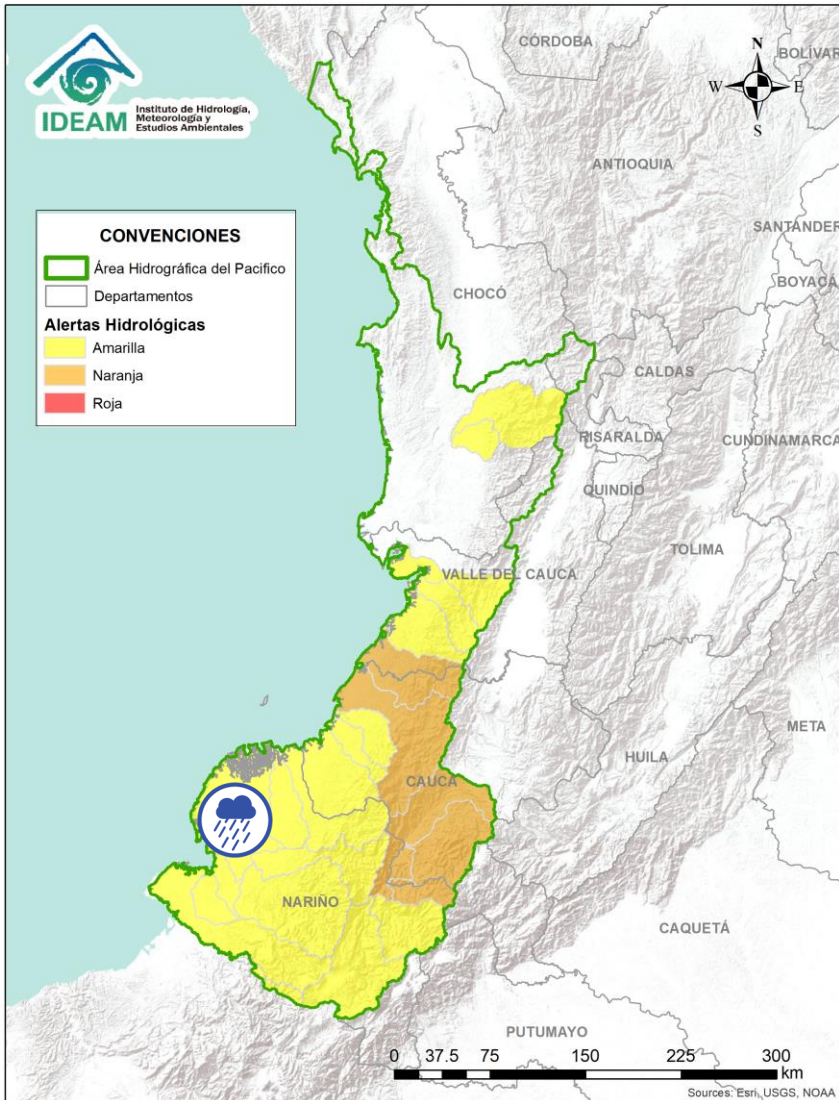 IDEAM
Instituto de Hidrología,
Meteorología y
Estudios Ambientales
CÓRDOBA
BOLÍVAR
N
W
E
S
ANTIOQUIA
SANTANDER
BOYACÁ
CONVENCIONES
Área Hidrográfica del Pacifico
Departamentos
Alertas Hidrológicas
Amarilla
Naranja
Roja
CHOCÓ
CALDAS
RISARALDA
CUNDINAMARCA
QUINDÍO
TOLIMA
VALLE DEL CAUCA
META
HUILA
CAUCA
NARIÑO
CAQUETÁ
PUTUMAYO
0 37.5 75 150 225 300
km
Sources: Esri, USGS, NOAA